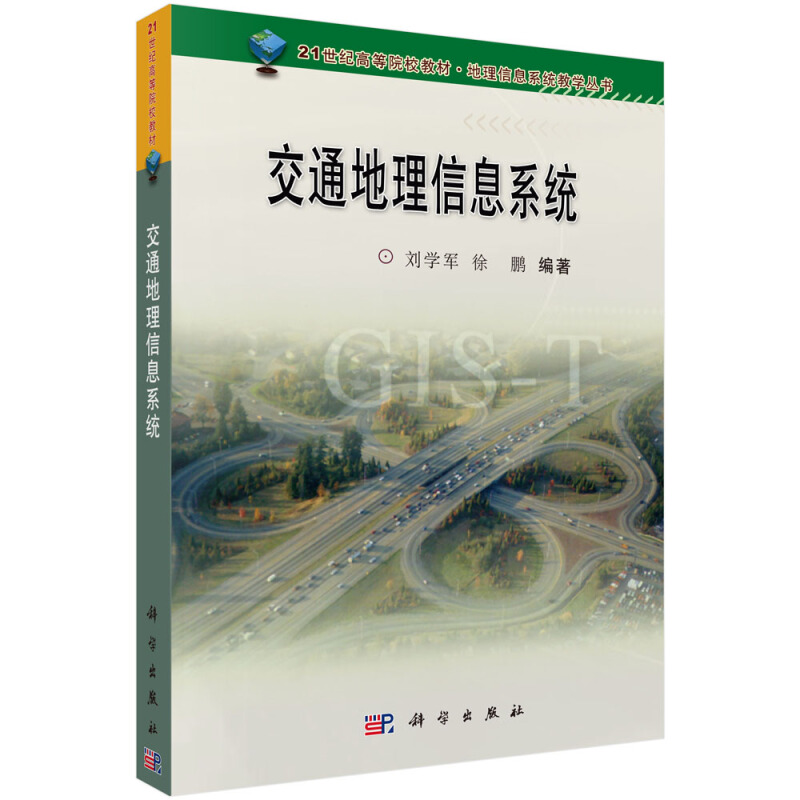 21世纪高等院校教材
交通地理信息系统
科学出版社
21世纪高等院校教材·地理信息系统教学丛书
交通地理信息系统
刘学军 徐 鹏 编著
GIS-T
科学出版社